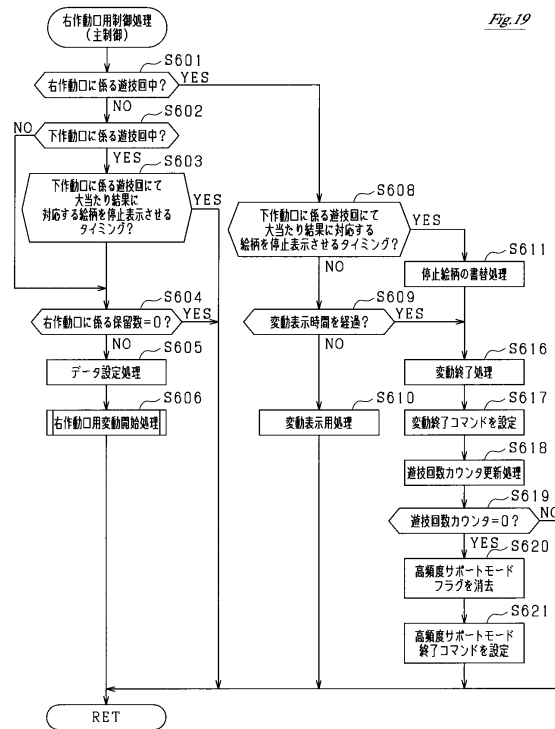 Fig.19
右作動口用制御処理
(主制御)
S601
右作動口に係る遊技回中?
YES
NO
S602
下作動口に係る遊技回中?
NO
YES
S603
下作動口に係る遊技回にて
大当たり結果に
対応する絵柄を停止表示させる
タイミング?
YES
S604
右作動口に係る保留数=0?
YES
NO
S605
データ設定処理
S606
右作動口用変動開始処理
S608
下作動口に係る遊技回にて
大当たり結果に対応する
絵柄を停止表示させるタイミング?
YES
NO
S611
停止絵柄の書替処理
S609
変動表示時間を経過?
YES
NO
S610
変動表示用処理
S616
変動終了処理
S617
変動終了コマンドを設定
S618
遊技回数カウンタ更新処理
S619
遊技回数カウンタ=0?
NO
YES
S620
高頻度サポートモード
フラグを消去
S621
高頻度サポートモード
終了コマンドを設定
RET